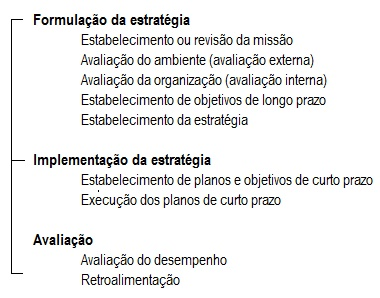 Formulação da estratégia
Estabelecimento ou revisão da missão
Avaliação do ambiente (avaliação externa)
Avaliação da organização (avaliação interna)
Estabelecimento de objetivos de longo prazo
Estabelecimento da estratégia
Implementação da estratégia
Estabelecimento de planos e objetivos de curto prazo
Execução dos planos de curto prazo
Avaliação
Avaliação do desempenho
Retroalimentação